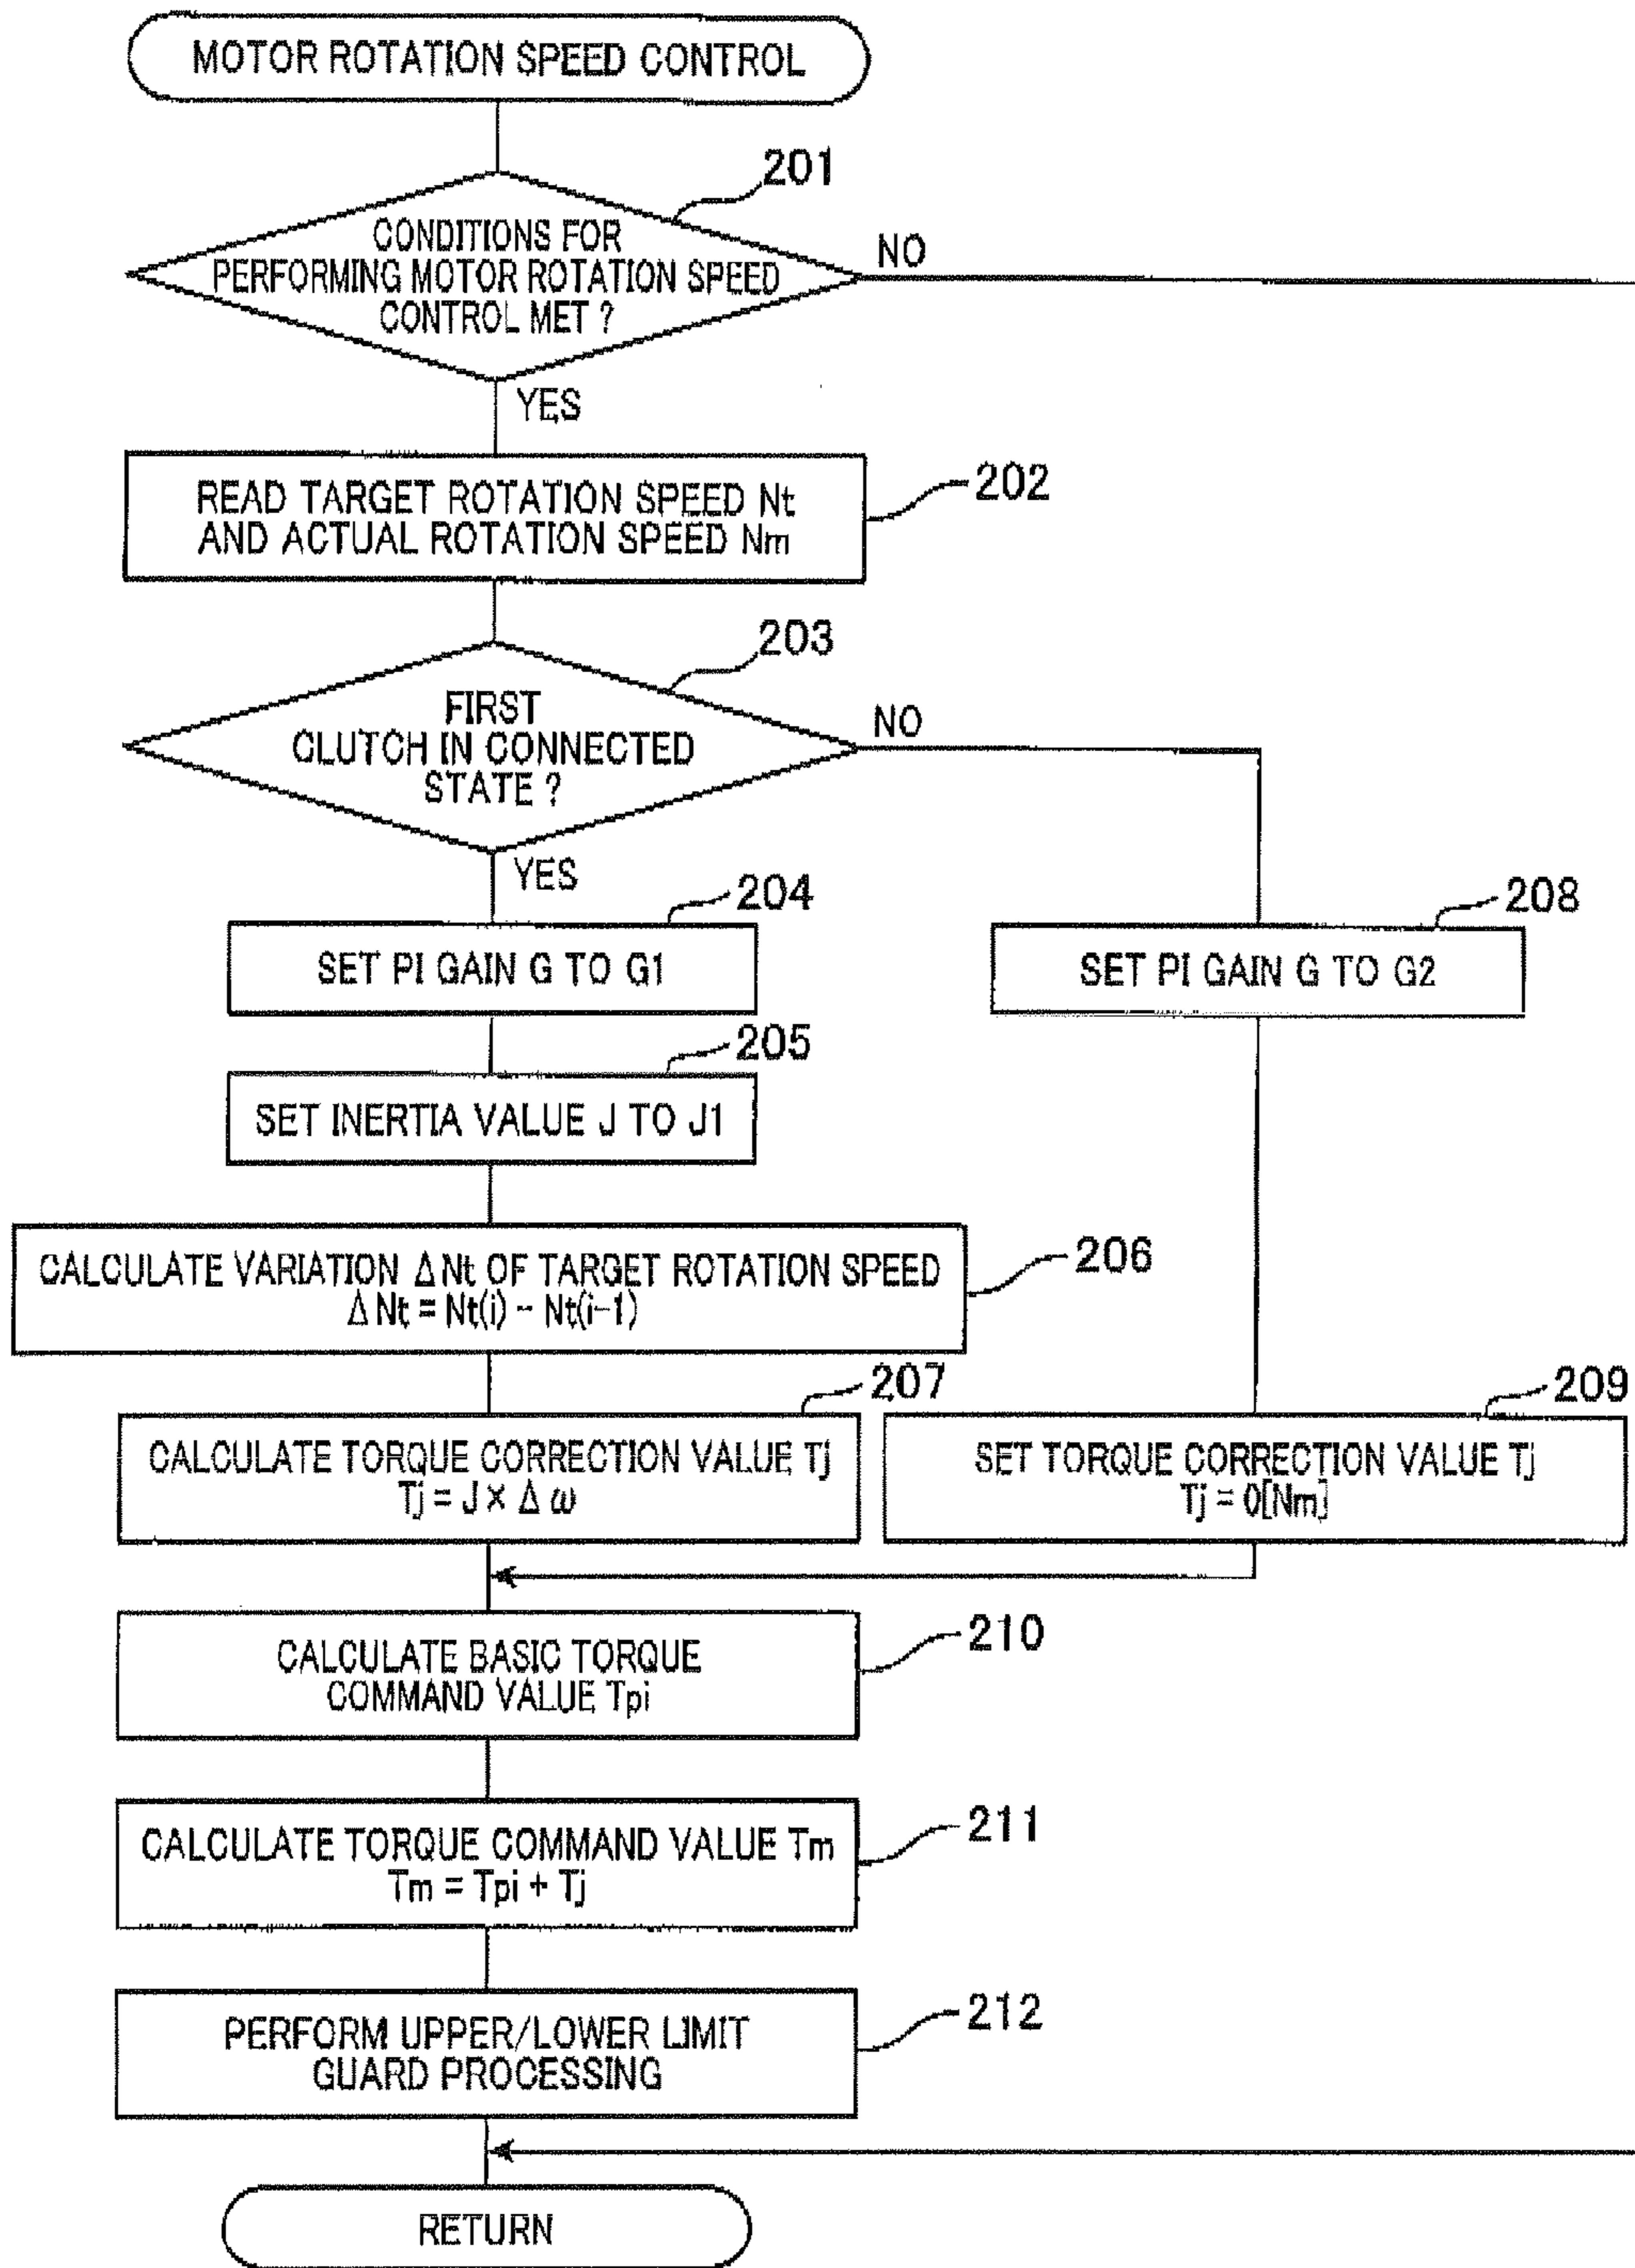 MOTOR ROTATION SPEED CONTROL
201
CONDITIONS FOR
PERFORMING MOTOR ROTATION SPEED
CONTROL MET ?
NO
YES
READ TARGET ROTATION SPEED Nt
AND ACTUAL ROTATION SPEED Nm
202
203
FIRST
CLUTCH IN CONNECTED
STATE ?
NO
YES
204
SET PI GAIN G TO G1
208
SET PI GAIN G TO G2
205
SET INERTIA VALUE J TO J1
CALCULATE VARIATION Δ Nt OF TARGET ROTATION SPEED
Δ Nt = Nt(i) - Nt(i-1)
206
207
CALCULATE TORQUE CORRECTION VALUE Tj
Tj = J × Δ ω
209
SET TORQUE CORRECTION VALUE Tj
Tj = 0[Nm]
CALCULATE BASIC TORQUE
COMMAND VALUE Tpi
210
CALCULATE TORQUE COMMAND VALUE Tm
Tm = Tpi + Tj
211
PERFORM UPPER/LOWER LIMIT
GUARD PROCESSING
212
RETURN